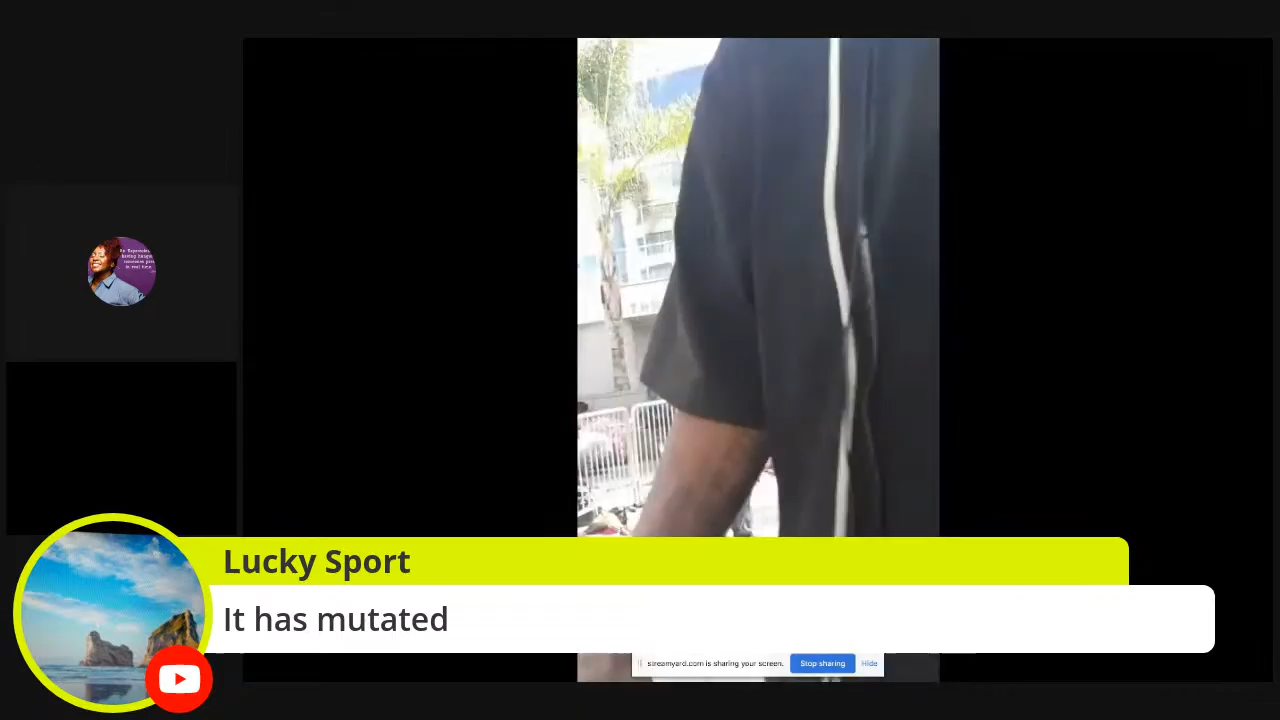 Lucky Sport
It has mutated
streamyard.com is sharing your screen. Stop sharing Hide